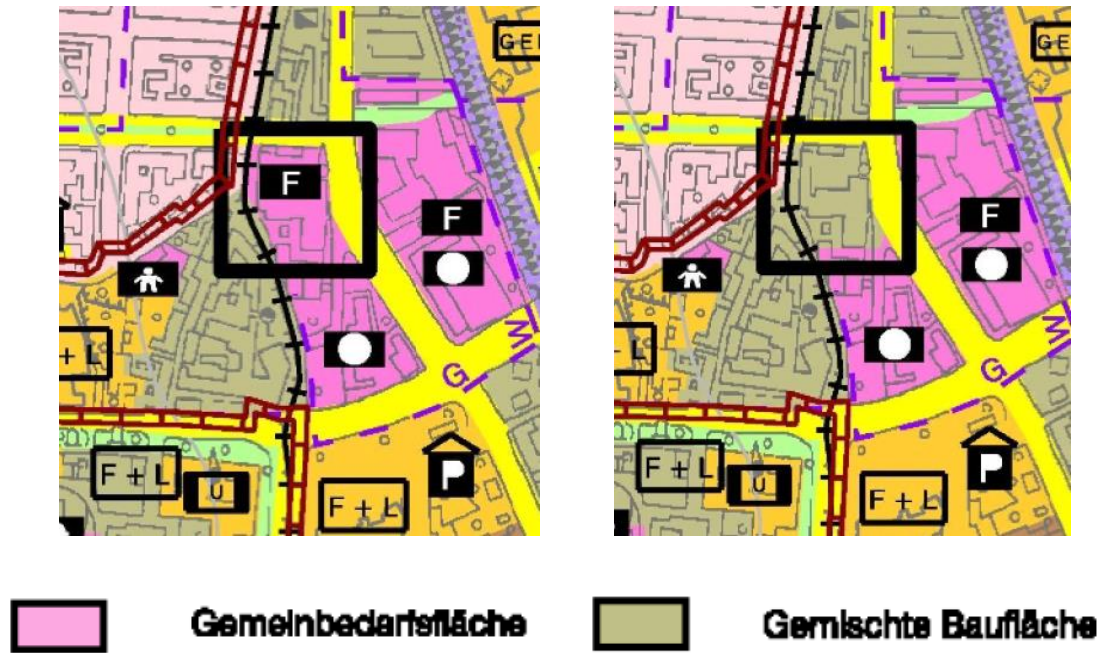 GE
GE
F
F
F
F + L
F + L
W
W
G
G
F + L
U
F + L
P
F + L
U
F + L
P
Gemeinbedarfsfläche
Gemischte Baufläche